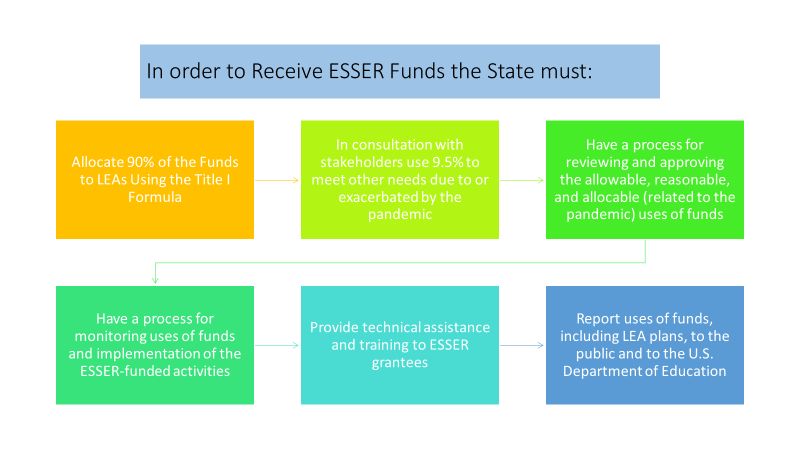 In order to Receive ESSER Funds the State must:
Allocate 90% of the Funds
to LEAs Using the Title I
Formula
In consultation with
stakeholders use 9.5% to
meet other needs due to or
exacerbated by the
pandemic
Have a process for
reviewing and approving
the allowable, reasonable,
and allocable (related to the
pandemic) uses of funds
Have a process for
monitoring uses of funds
and implementation of the
ESSER-funded activities
Provide technical assistance
and training to ESSER
grantees
Report uses of funds,
including LEA plans, to the
public and to the U.S.
Department of Education